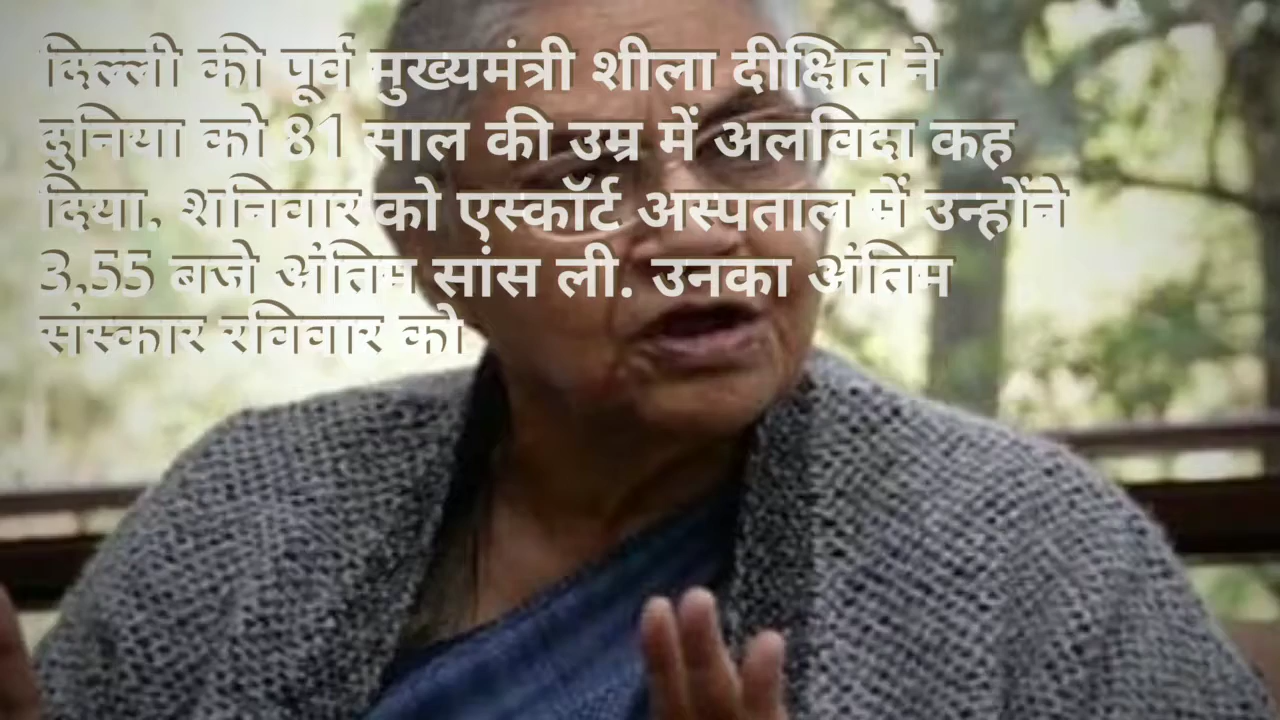 दिल्ली की पूर्व मुख्यमंत्री शीला दीक्षित ने
दुनिया को 81 साल की उम्र में अलविदा कह
दिया. शनिवार को एस्कॉर्ट अस्पताल में उन्होंने
3.55 बजे अंतिम सांस ली. उनका अंतिम
संस्कार रविवार को